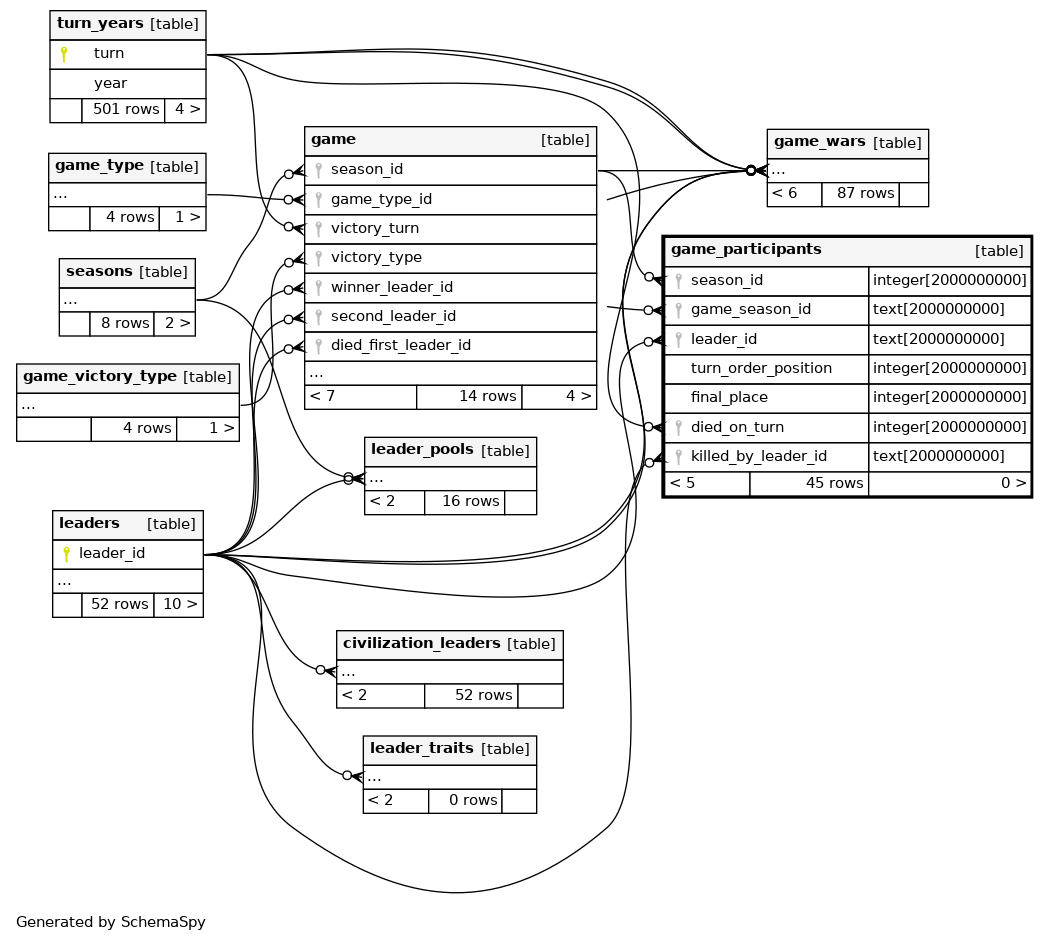 turn_years [table]
turn
year
501 rows 4 >
game_type [table]
...
4 rows 1 >
seasons [table]
...
8 rows 2 >
game_victory_type [table]
...
4 rows 1 >
leaders [table]
leader_id
...
52 rows 10 >
game [table]
season_id
game_type_id
victory_turn
victory_type
winner_leader_id
second_leader_id
died_first_leader_id
...
< 7 14 rows 4 >
leader_pools [table]
...
< 2 16 rows
civilization_leaders [table]
...
< 2 52 rows
leader_traits [table]
...
< 2 0 rows
game_wars [table]
...
< 6 87 rows
game_participants [table]
season_id integer[2000000000]
game_season_id text[2000000000]
leader_id text[2000000000]
turn_order_position integer[2000000000]
final_place integer[2000000000]
died_on_turn integer[2000000000]
killed_by_leader_id text[2000000000]
< 5 45 rows 0 >
Generated by SchemaSpy